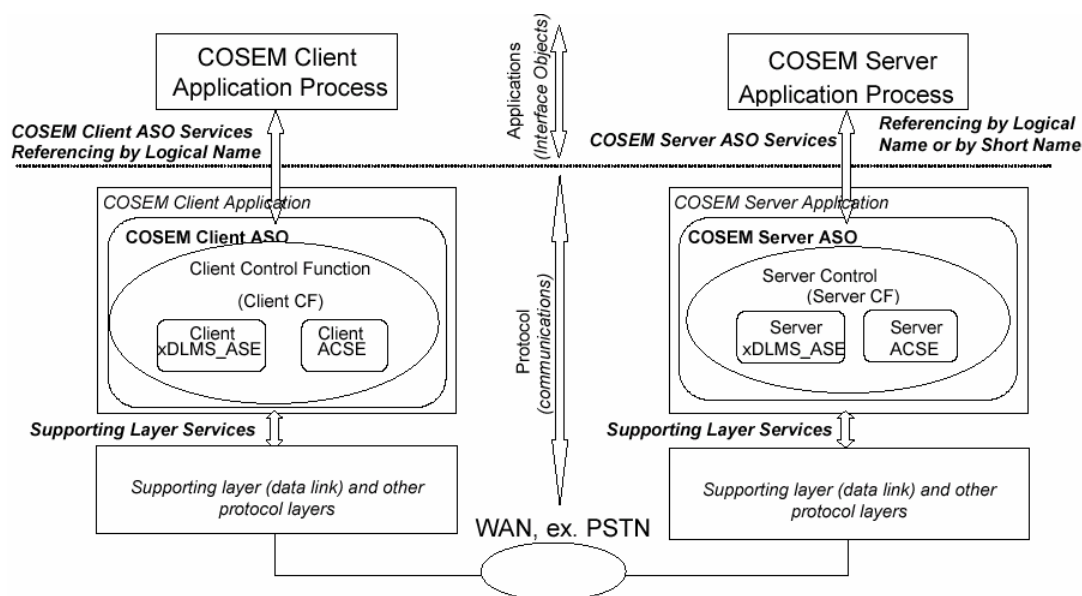 COSEM Client
Application Process
COSEM Client ASO Services
Referencing by Logical Name
Applications
(Interface Objects)
COSEM Server
Application Process
COSEM Server ASO Services
Referencing by Logical
Name or by Short Name
COSEM Client Application
COSEM Client ASO
Client Control Function
(Client CF)
Client
xDLMS_ASE
Client
ACSE
Supporting Layer Services
Supporting layer (data link) and other
protocol layers
Protocol
(communications)
COSEM Server Application
COSEM Server ASO
Server Control
(Server CF)
Server
xDLMS_ASE
Server
ACSE
Supporting Layer Services
Supporting layer (data link) and other
protocol layers
WAN, ex. PSTN